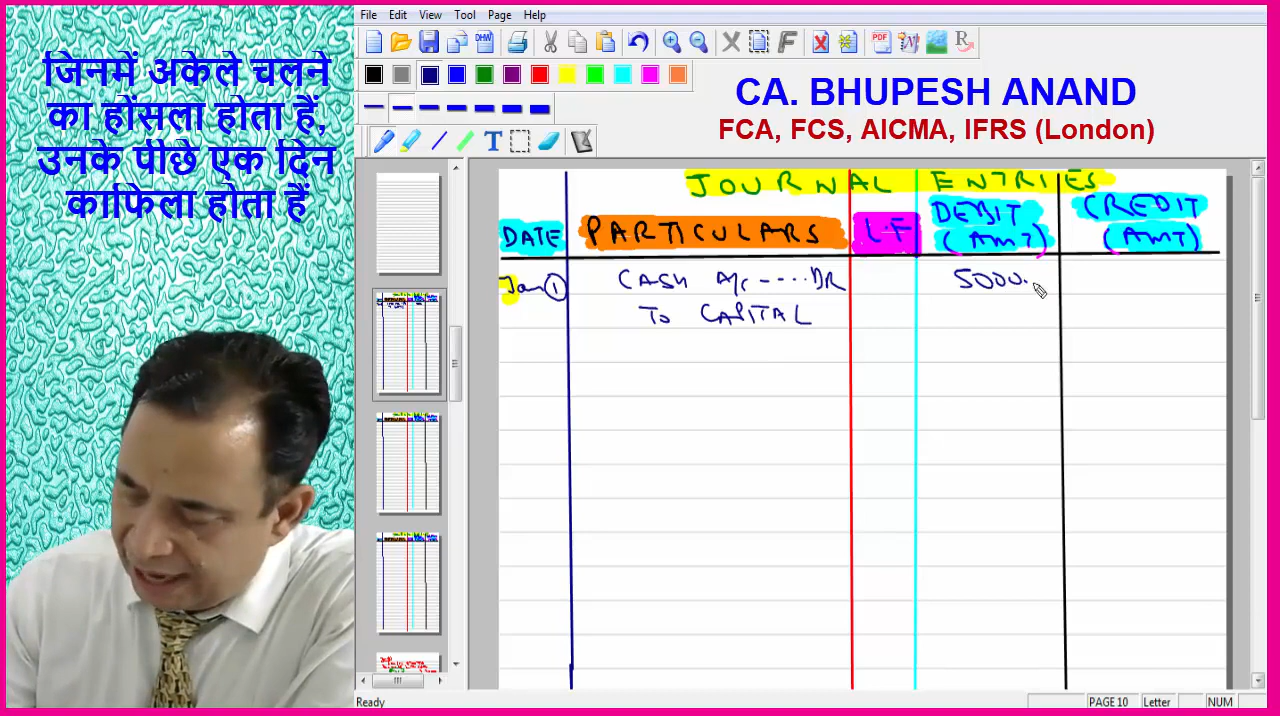 जिनमें अकेले चलने
का होंसला होता हैं,
उनके पीछे एक दिन
काफिला होता हैं
File Edit View Tool Page Help
DHW
PDF
CA. BHUPESH ANAND
FCA, FCS, AICMA, IFRS (London)
JOURNAL ENTRIES
DATE PARTICULARS L.F DEBIT (AMT) CREDIT (AMT)
Jan ① CASH A/c ----DR 5000.
TO CAPITAL
Ready PAGE 10 Letter NUM